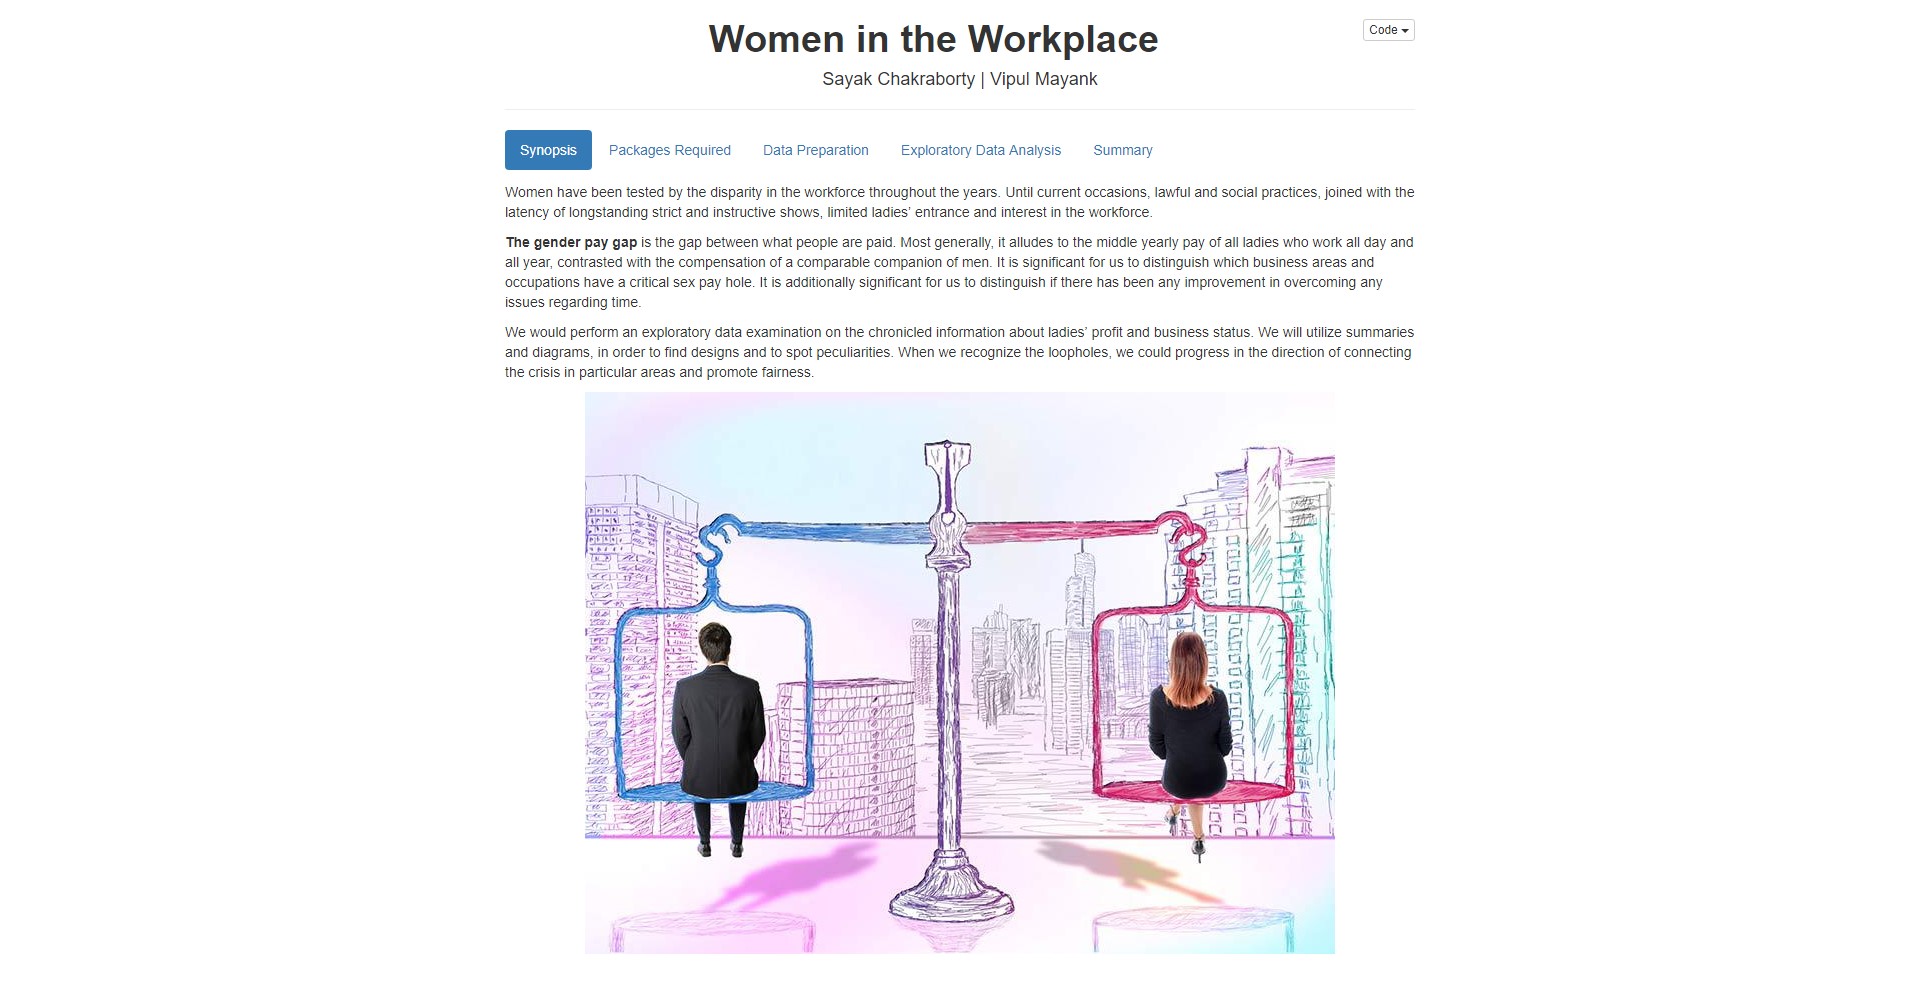 Women in the Workplace
Code
Sayak Chakraborty | Vipul Mayank
Synopsis Packages Required Data Preparation Exploratory Data Analysis Summary
Women have been tested by the disparity in the workforce throughout the years. Until current occasions, lawful and social practices, joined with the
latency of longstanding strict and instructive shows, limited ladies’ entrance and interest in the workforce.
The gender pay gap is the gap between what people are paid. Most generally, it alludes to the middle yearly pay of all ladies who work all day and
all year, contrasted with the compensation of a comparable companion of men. It is significant for us to distinguish which business areas and
occupations have a critical sex pay hole. It is additionally significant for us to distinguish if there has been any improvement in overcoming any
issues regarding time.
We would perform an exploratory data examination on the chronicled information about ladies’ profit and business status. We will utilize summaries
and diagrams, in order to find designs and to spot peculiarities. When we recognize the loopholes, we could progress in the direction of connecting
the crisis in particular areas and promote fairness.